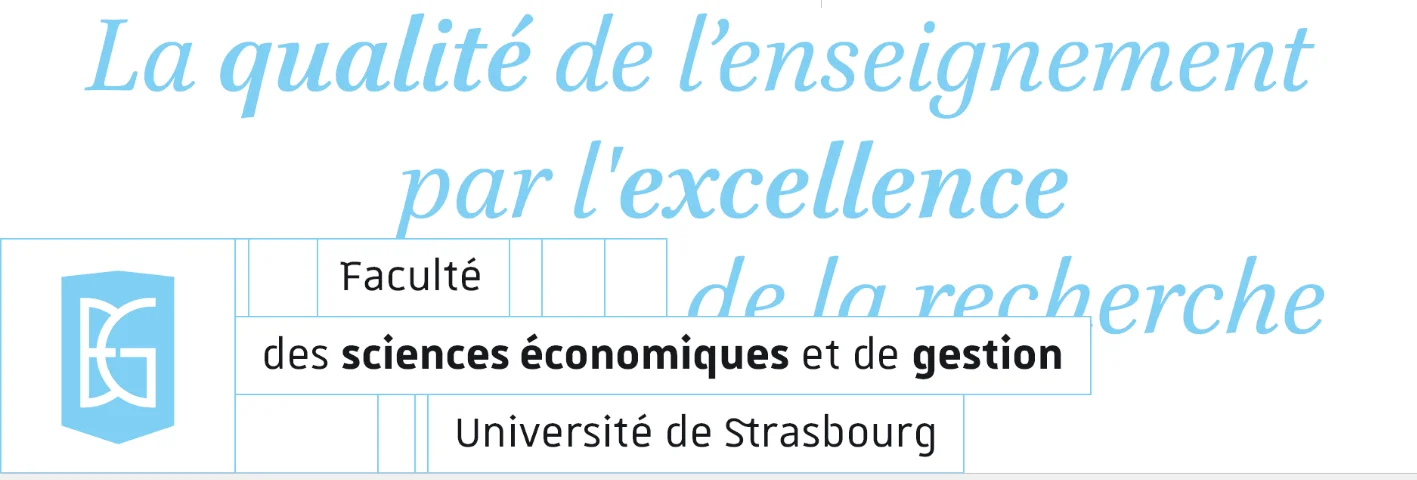 La qualité de l’enseignement
par l'excellence
de la recherche
Faculté
des sciences économiques et de gestion
Université de Strasbourg